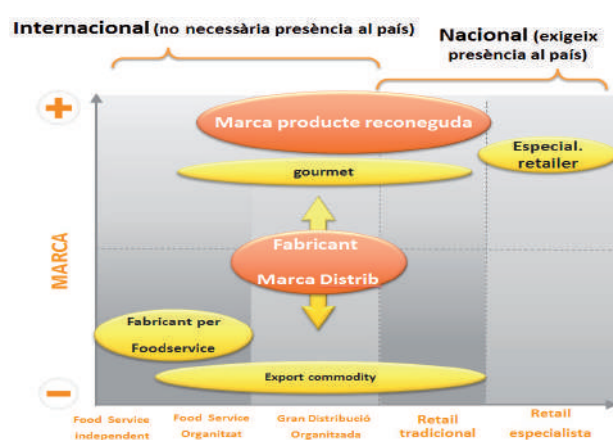 Internacional (no necessària presència al país)
Nacional (exigeix
presència al país)
+
Marca producte reconeguda
Especial.
retailer
gourmet
MARCA
Fabricant
Marca Distrib
Fabricant per
Foodservice
Export commodity
−
Food Service
Independent
Food Service
Organitzat
Gran Distribució
Organitzada
Retail
tradicional
Retail
especialista